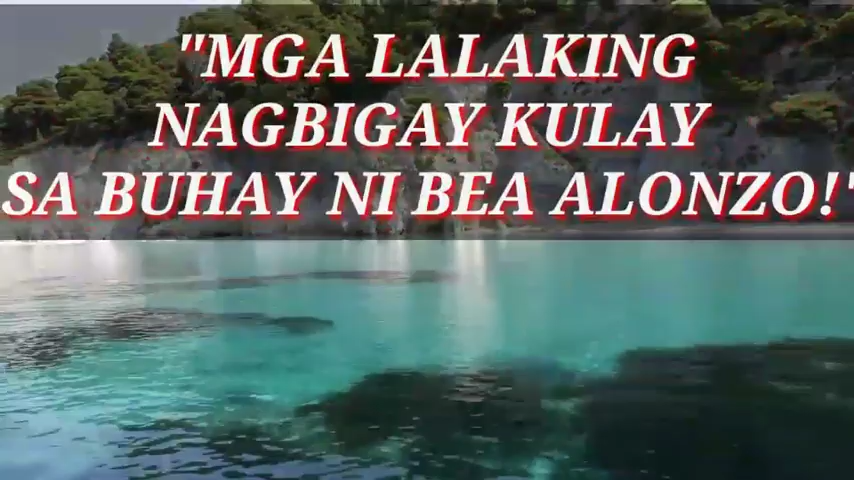 "MGA LALAKING
NAGBIGAY KULAY
SA BUHAY NI BEA ALONZO!"